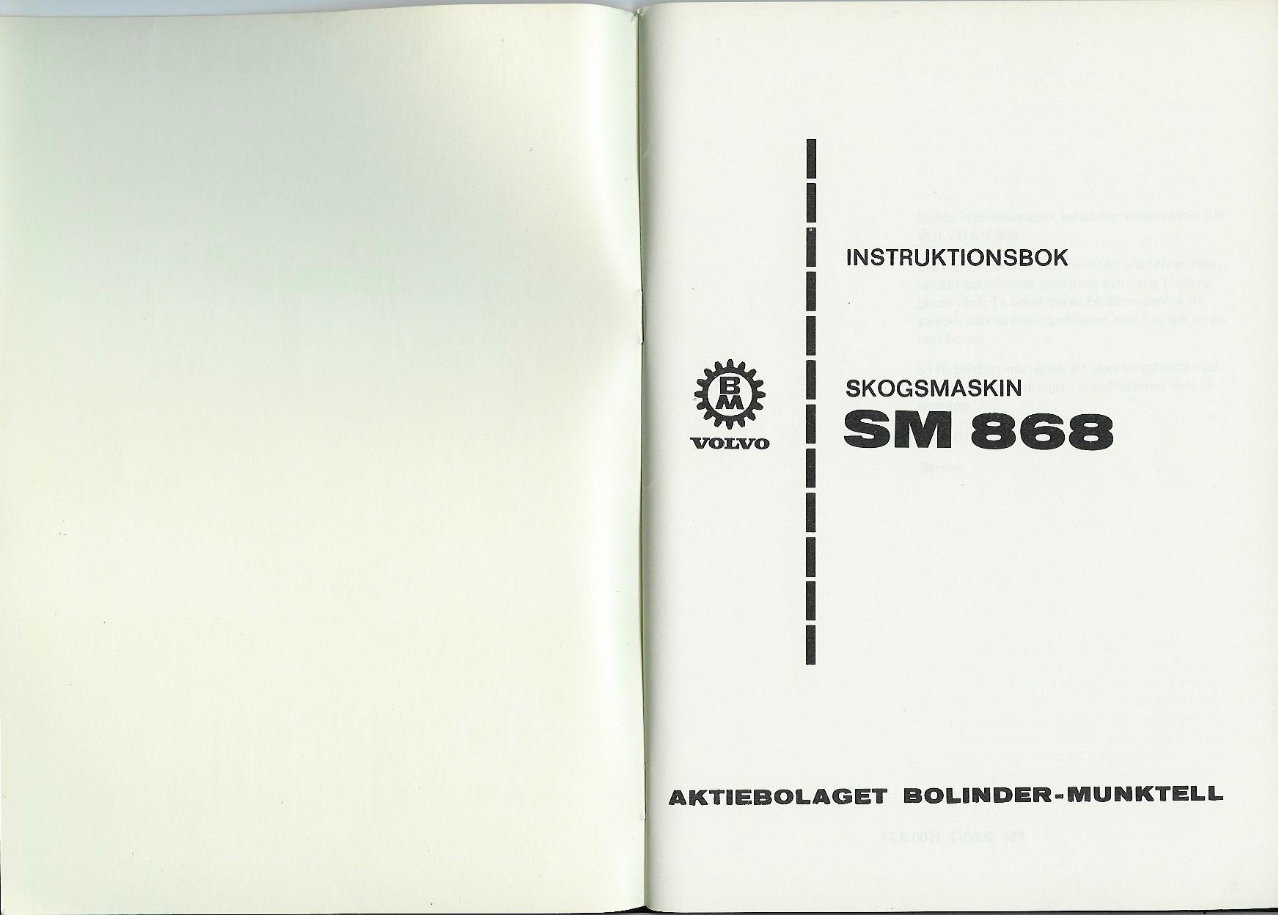 INSTRUKTIONSBOK
BM
VOLVO
SKOGSMASKIN
SM 868
AKTIEBOLAGET BOLINDER-MUNKTELL